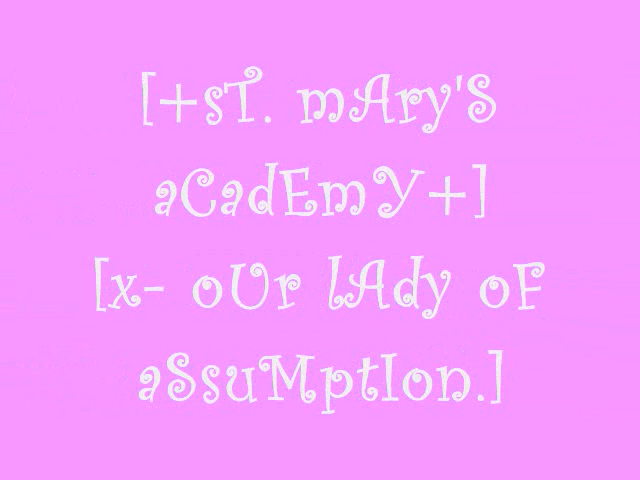 [+sT. mAry'S
aCadEmY+]
[x- oUr lAdy oF
aSsuMptIon.]